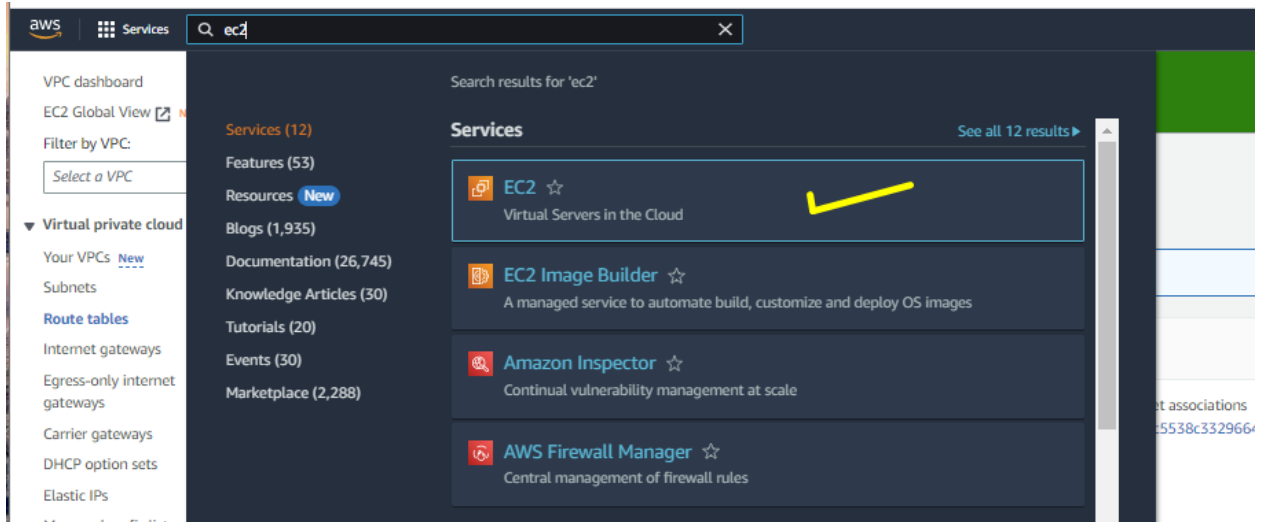 aws
Services
ec2
VPC dashboard
EC2 Global View
Filter by VPC:
Select a VPC
Virtual private cloud
Your VPCs New
Subnets
Route tables
Internet gateways
Egress-only internet
gateways
Carrier gateways
DHCP option sets
Elastic IPs
Search results for 'ec2'
Services (12)
Features (53)
Resources New
Blogs (1,935)
Documentation (26,745)
Knowledge Articles (30)
Tutorials (20)
Events (30)
Marketplace (2,288)
Services
See all 12 results
EC2
Virtual Servers in the Cloud
EC2 Image Builder
A managed service to automate build, customize and deploy OS images
Amazon Inspector
Continual vulnerability management at scale
AWS Firewall Manager
Central management of firewall rules
et associations
c5538c3329664